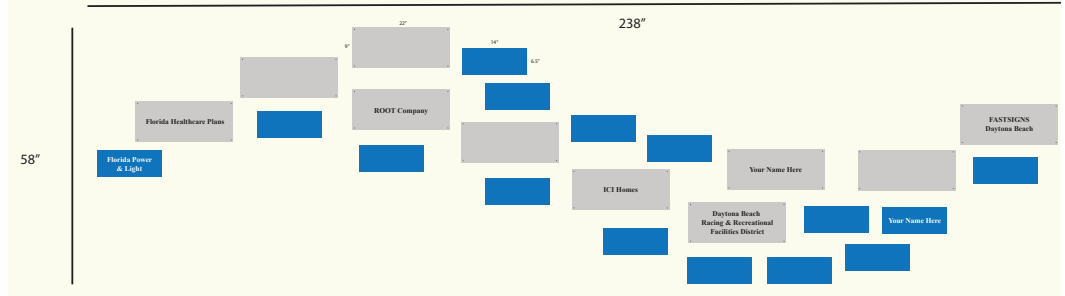 238”
22”
9”
14”
6.5”
58”
Florida Healthcare Plans
ROOT Company
FASTSIGNS
Daytona Beach
Florida Power
& Light
Your Name Here
ICI Homes
Daytona Beach
Racing & Recreational
Facilities District
Your Name Here